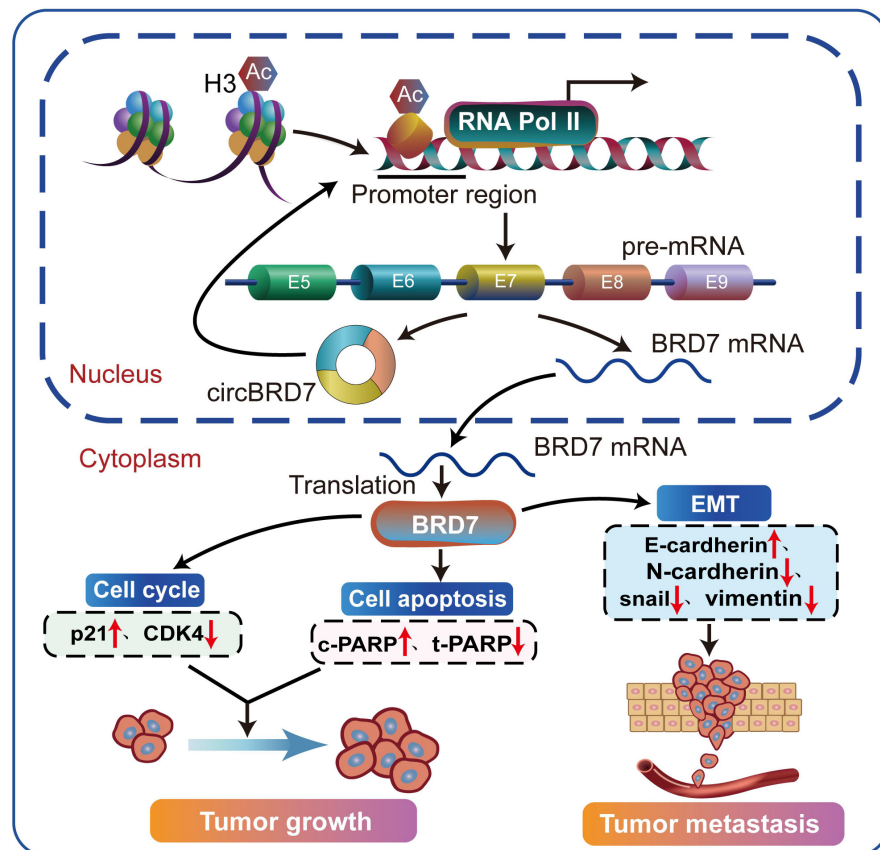 Ac
H3
Ac
RNA Pol II
Promoter region
pre-mRNA
E5
E6
E7
E8
E9
BRD7 mRNA
circBRD7
Nucleus
BRD7 mRNA
Cytoplasm
Translation
BRD7
EMT
E-cardherin↑、
N-cardherin↓
snail↓、vimentin↓
Cell cycle
p21↑、CDK4↓
Cell apoptosis
c-PARP↑、t-PARP↓
Tumor growth
Tumor metastasis